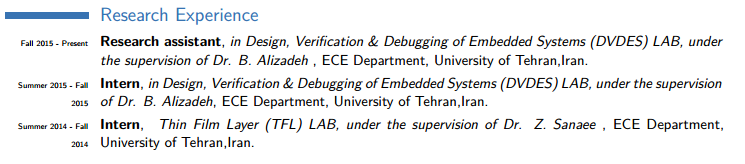 Research Experience
Fall 2015 - Present Research assistant, in Design, Verification & Debugging of Embedded Systems (DVDES) LAB, under
the supervision of Dr. B. Alizadeh , ECE Department, University of Tehran,Iran.
Summer 2015 - Fall Intern, in Design, Verification & Debugging of Embedded Systems (DVDES) LAB, under the supervision
2015 of Dr. B. Alizadeh, ECE Department, University of Tehran,Iran.
Summer 2014 - Fall Intern, Thin Film Layer (TFL) LAB, under the supervision of Dr. Z. Sanaee , ECE Department,
2014 University of Tehran,Iran.